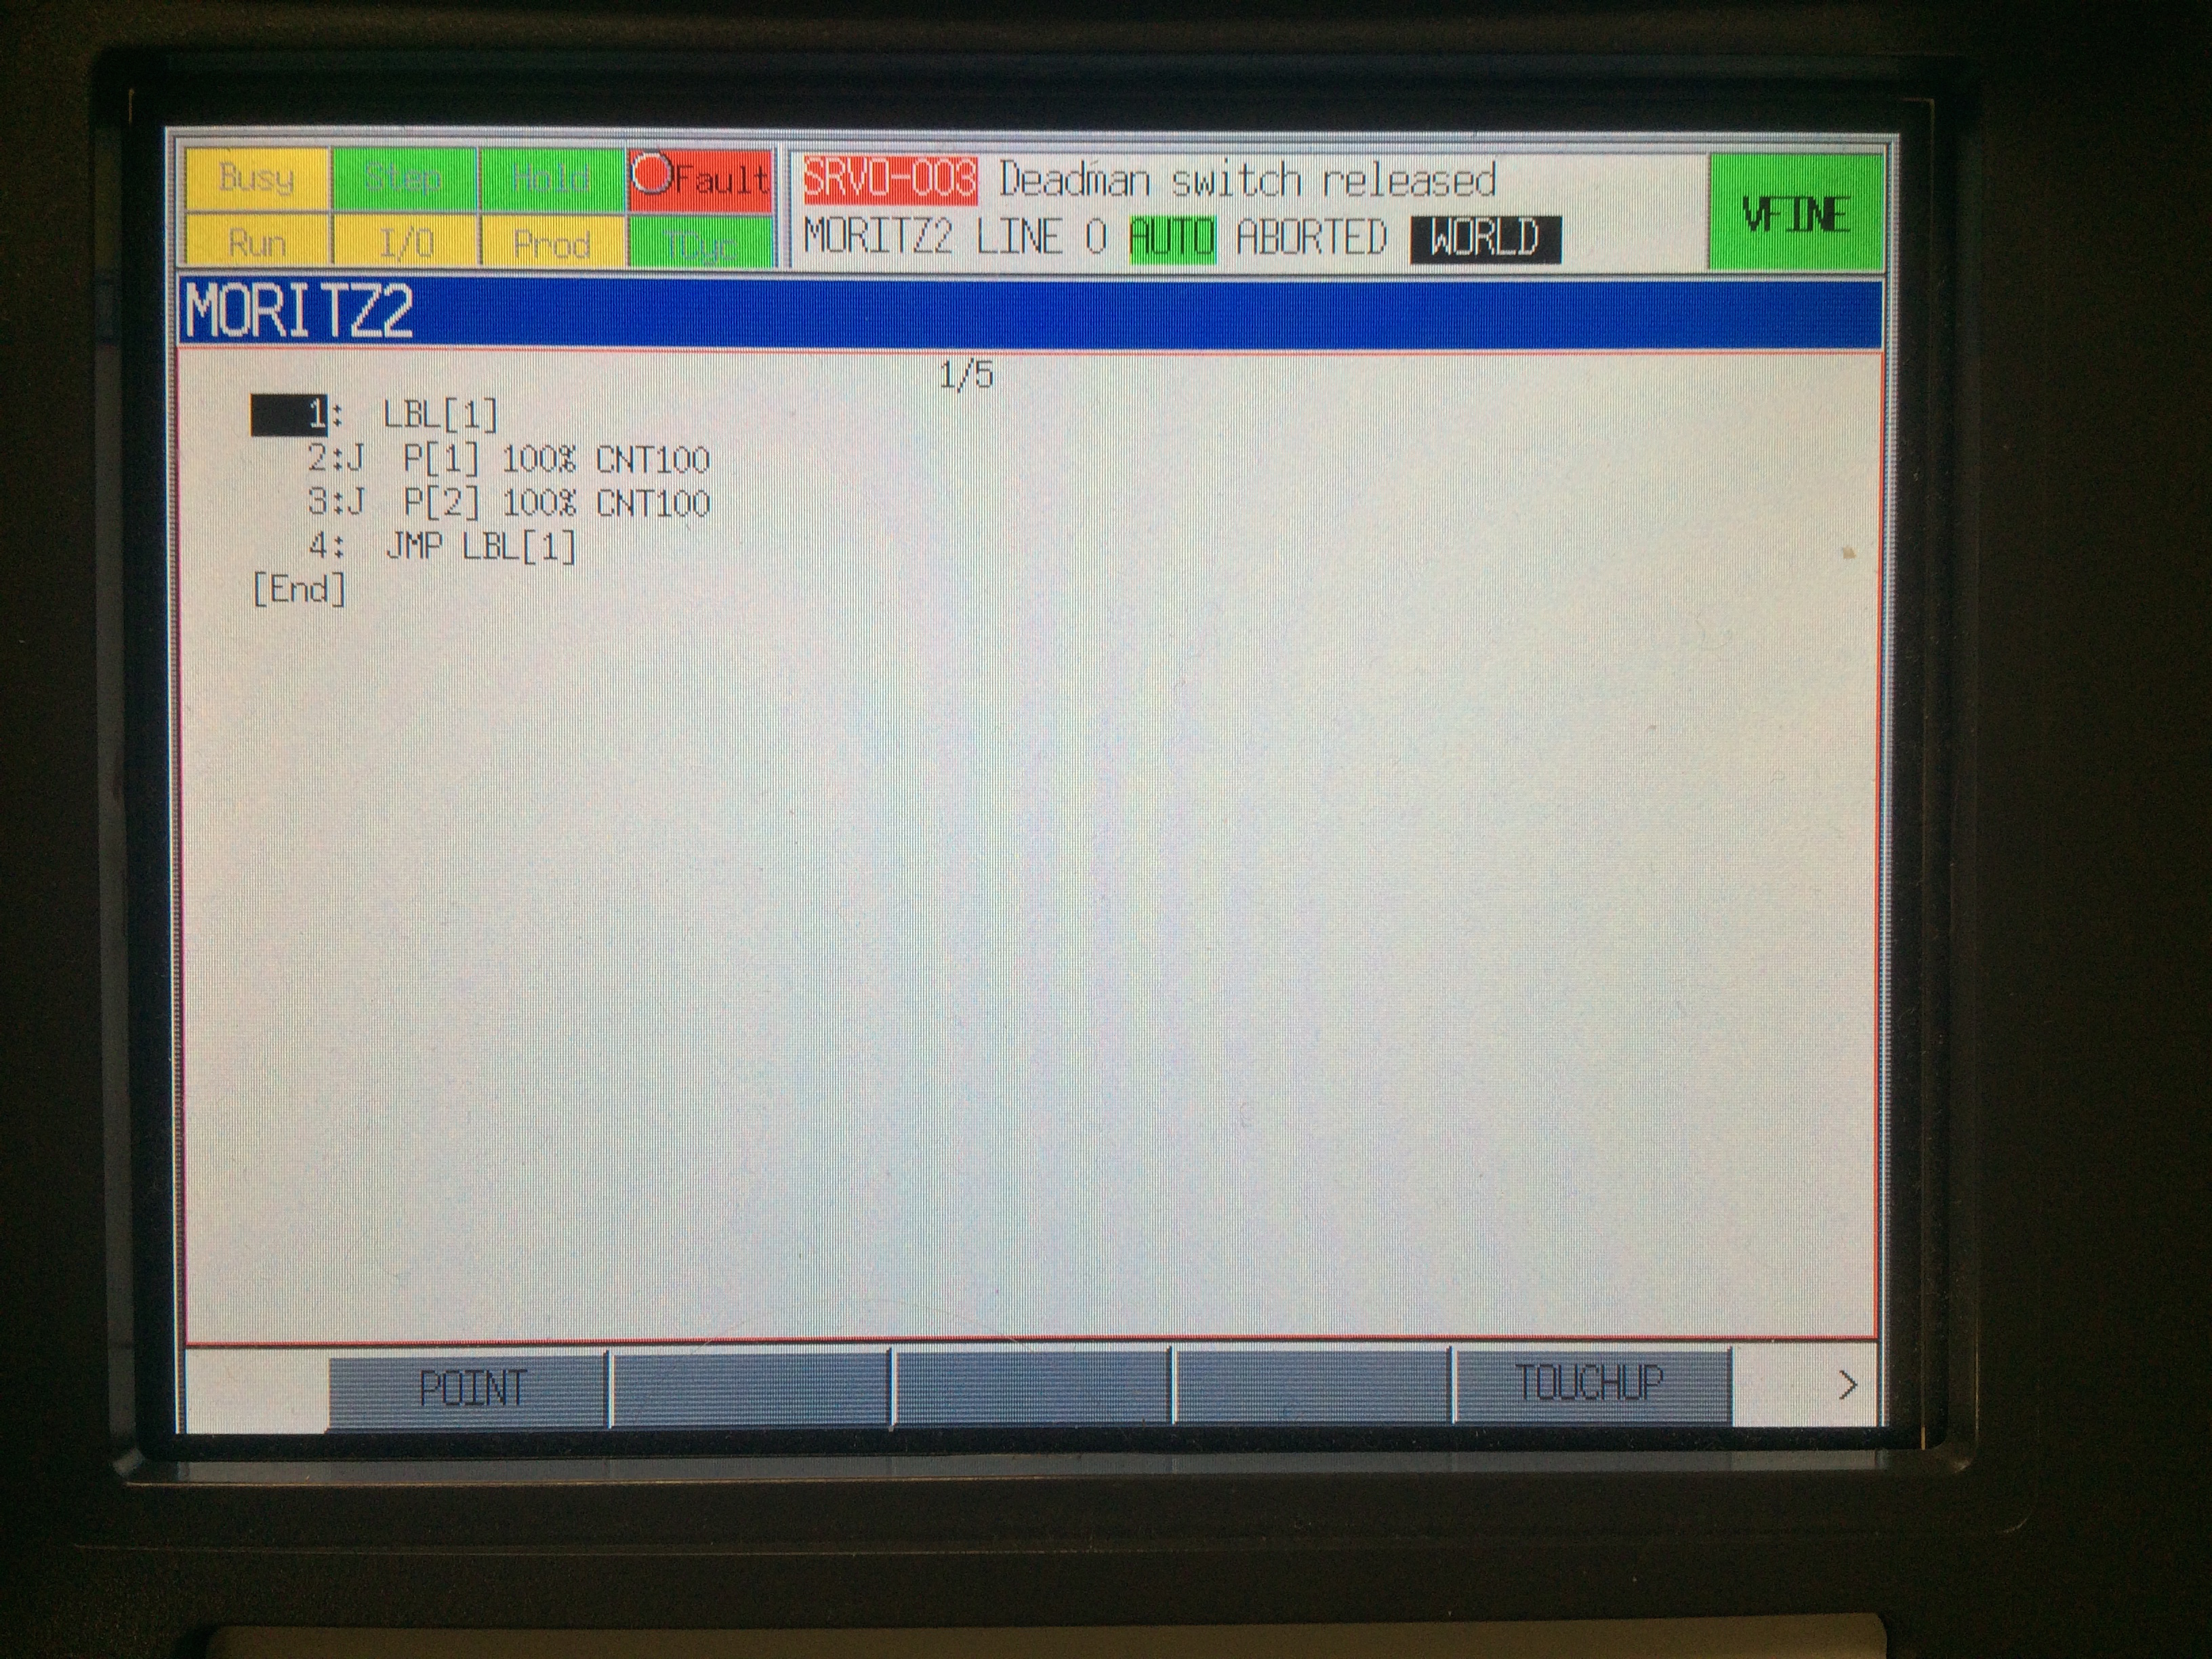 Busy Step Hold Fault SRVO-003 Deadman switch released
Run I/O Prod TCyc MORITZ2 LINE 0 AUTO ABORTED WORLD VFINE
MORITZ2
1/5
1: LBL[1]
2:J P[1] 100% CNT100
3:J P[2] 100% CNT100
4: JMP LBL[1]
[End]
POINT TOUCHUP >